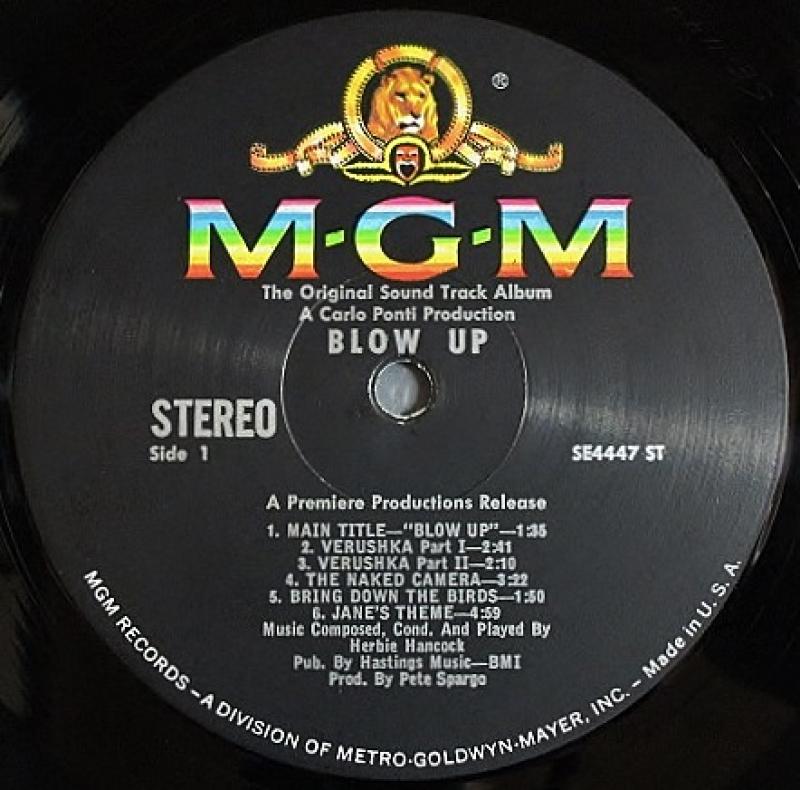 ®
M·G·M
The Original Sound Track Album
A Carlo Ponti Production
BLOW UP
STEREO
Side 1
SE4447 ST
A Premiere Productions Release
1. MAIN TITLE—"BLOW UP"—1:35
2. VERUSHKA Part I—2:41
3. VERUSHKA Part II—2:10
4. THE NAKED CAMERA—3:22
5. BRING DOWN THE BIRDS—1:50
6. JANE'S THEME—4:59
Music Composed, Cond. And Played By
Herbie Hancock
Pub. By Hastings Music—BMI
Prod. By Pete Spargo
MGM RECORDS – A DIVISION OF METRO-GOLDWYN-MAYER, INC. – Made in U. S. A.